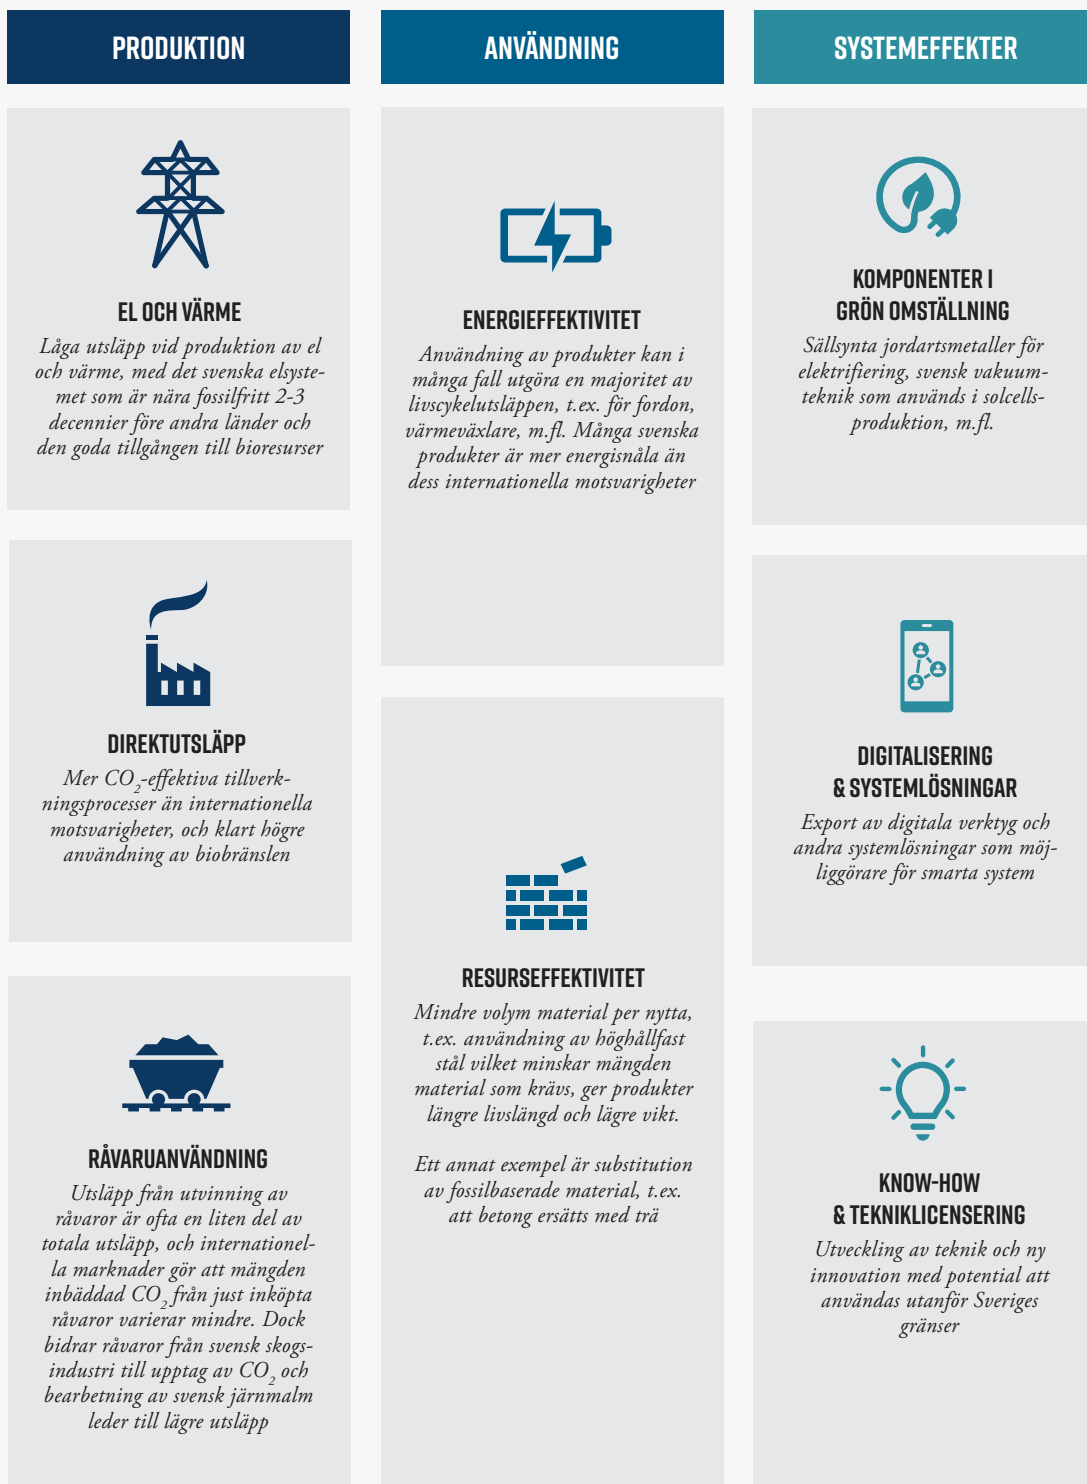 PRODUKTION
EL OCH VÄRME
Låga utsläpp vid produktion av el
och värme, med det svenska elsyste-
met som är nära fossilfritt 2-3
decennier före andra länder och
den goda tillgången till bioresurser
DIREKTUTSLÄPP
Mer CO₂-effektiva tillverk-
ningsprocesser än internationella
motsvarigheter, och klart högre
användning av biobränslen
RÅVARUANVÄNDNING
Utsläpp från utvinning av
råvaror är ofta en liten del av
totala utsläpp, och internationel-
la marknader gör att mängden
inbäddad CO₂ från just inköpta
råvaror varierar mindre. Dock
bidrar råvaror från svensk skogs-
industri till upptag av CO₂ och
bearbetning av svensk järnmalm
leder till lägre utsläpp
ANVÄNDNING
ENERGIEFFEKTIVITET
Användning av produkter kan i
många fall utgöra en majoritet av
livscykelutsläppen, t.ex. för fordon,
värmeväxlare, m.fl. Många svenska
produkter är mer energisnåla än
dess internationella motsvarigheter
RESURSEFFEKTIVITET
Mindre volym material per nytta,
t.ex. användning av höghållfast
stål vilket minskar mängden
material som krävs, ger produkter
längre livslängd och lägre vikt.
Ett annat exempel är substitution
av fossilbaserade material, t.ex.
att betong ersätts med trä
SYSTEMEFFEKTER
KOMPONENTER I
GRÖN OMSTÄLLNING
Sällsynta jordartsmetaller för
elektrifiering, svensk vakuum-
teknik som används i solcells-
produktion, m.fl.
DIGITALISERING
& SYSTEMLÖSNINGAR
Export av digitala verktyg och
andra systemlösningar som möj-
liggörare för smarta system
KNOW-HOW
& TEKNIKLICENSERING
Utveckling av teknik och ny
innovation med potential att
användas utanför Sveriges
gränser